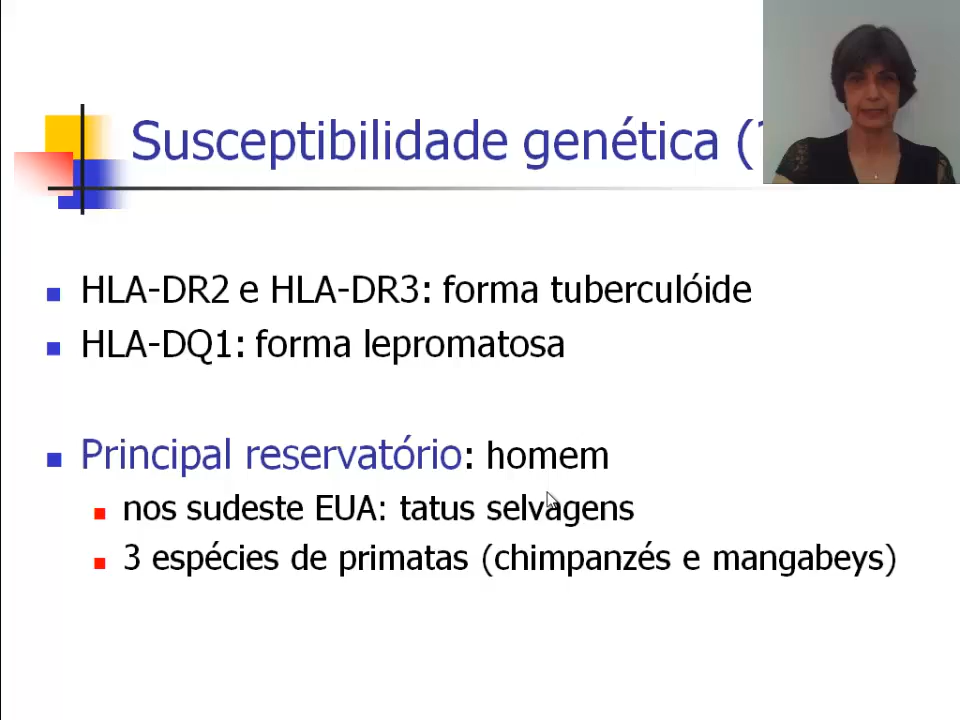 Susceptibilidade genética (
HLA-DR2 e HLA-DR3: forma tuberculóide
HLA-DQ1: forma lepromatosa
Principal reservatório: homem
nos sudeste EUA: tatus selvagens
3 espécies de primatas (chimpanzés e mangabeys)